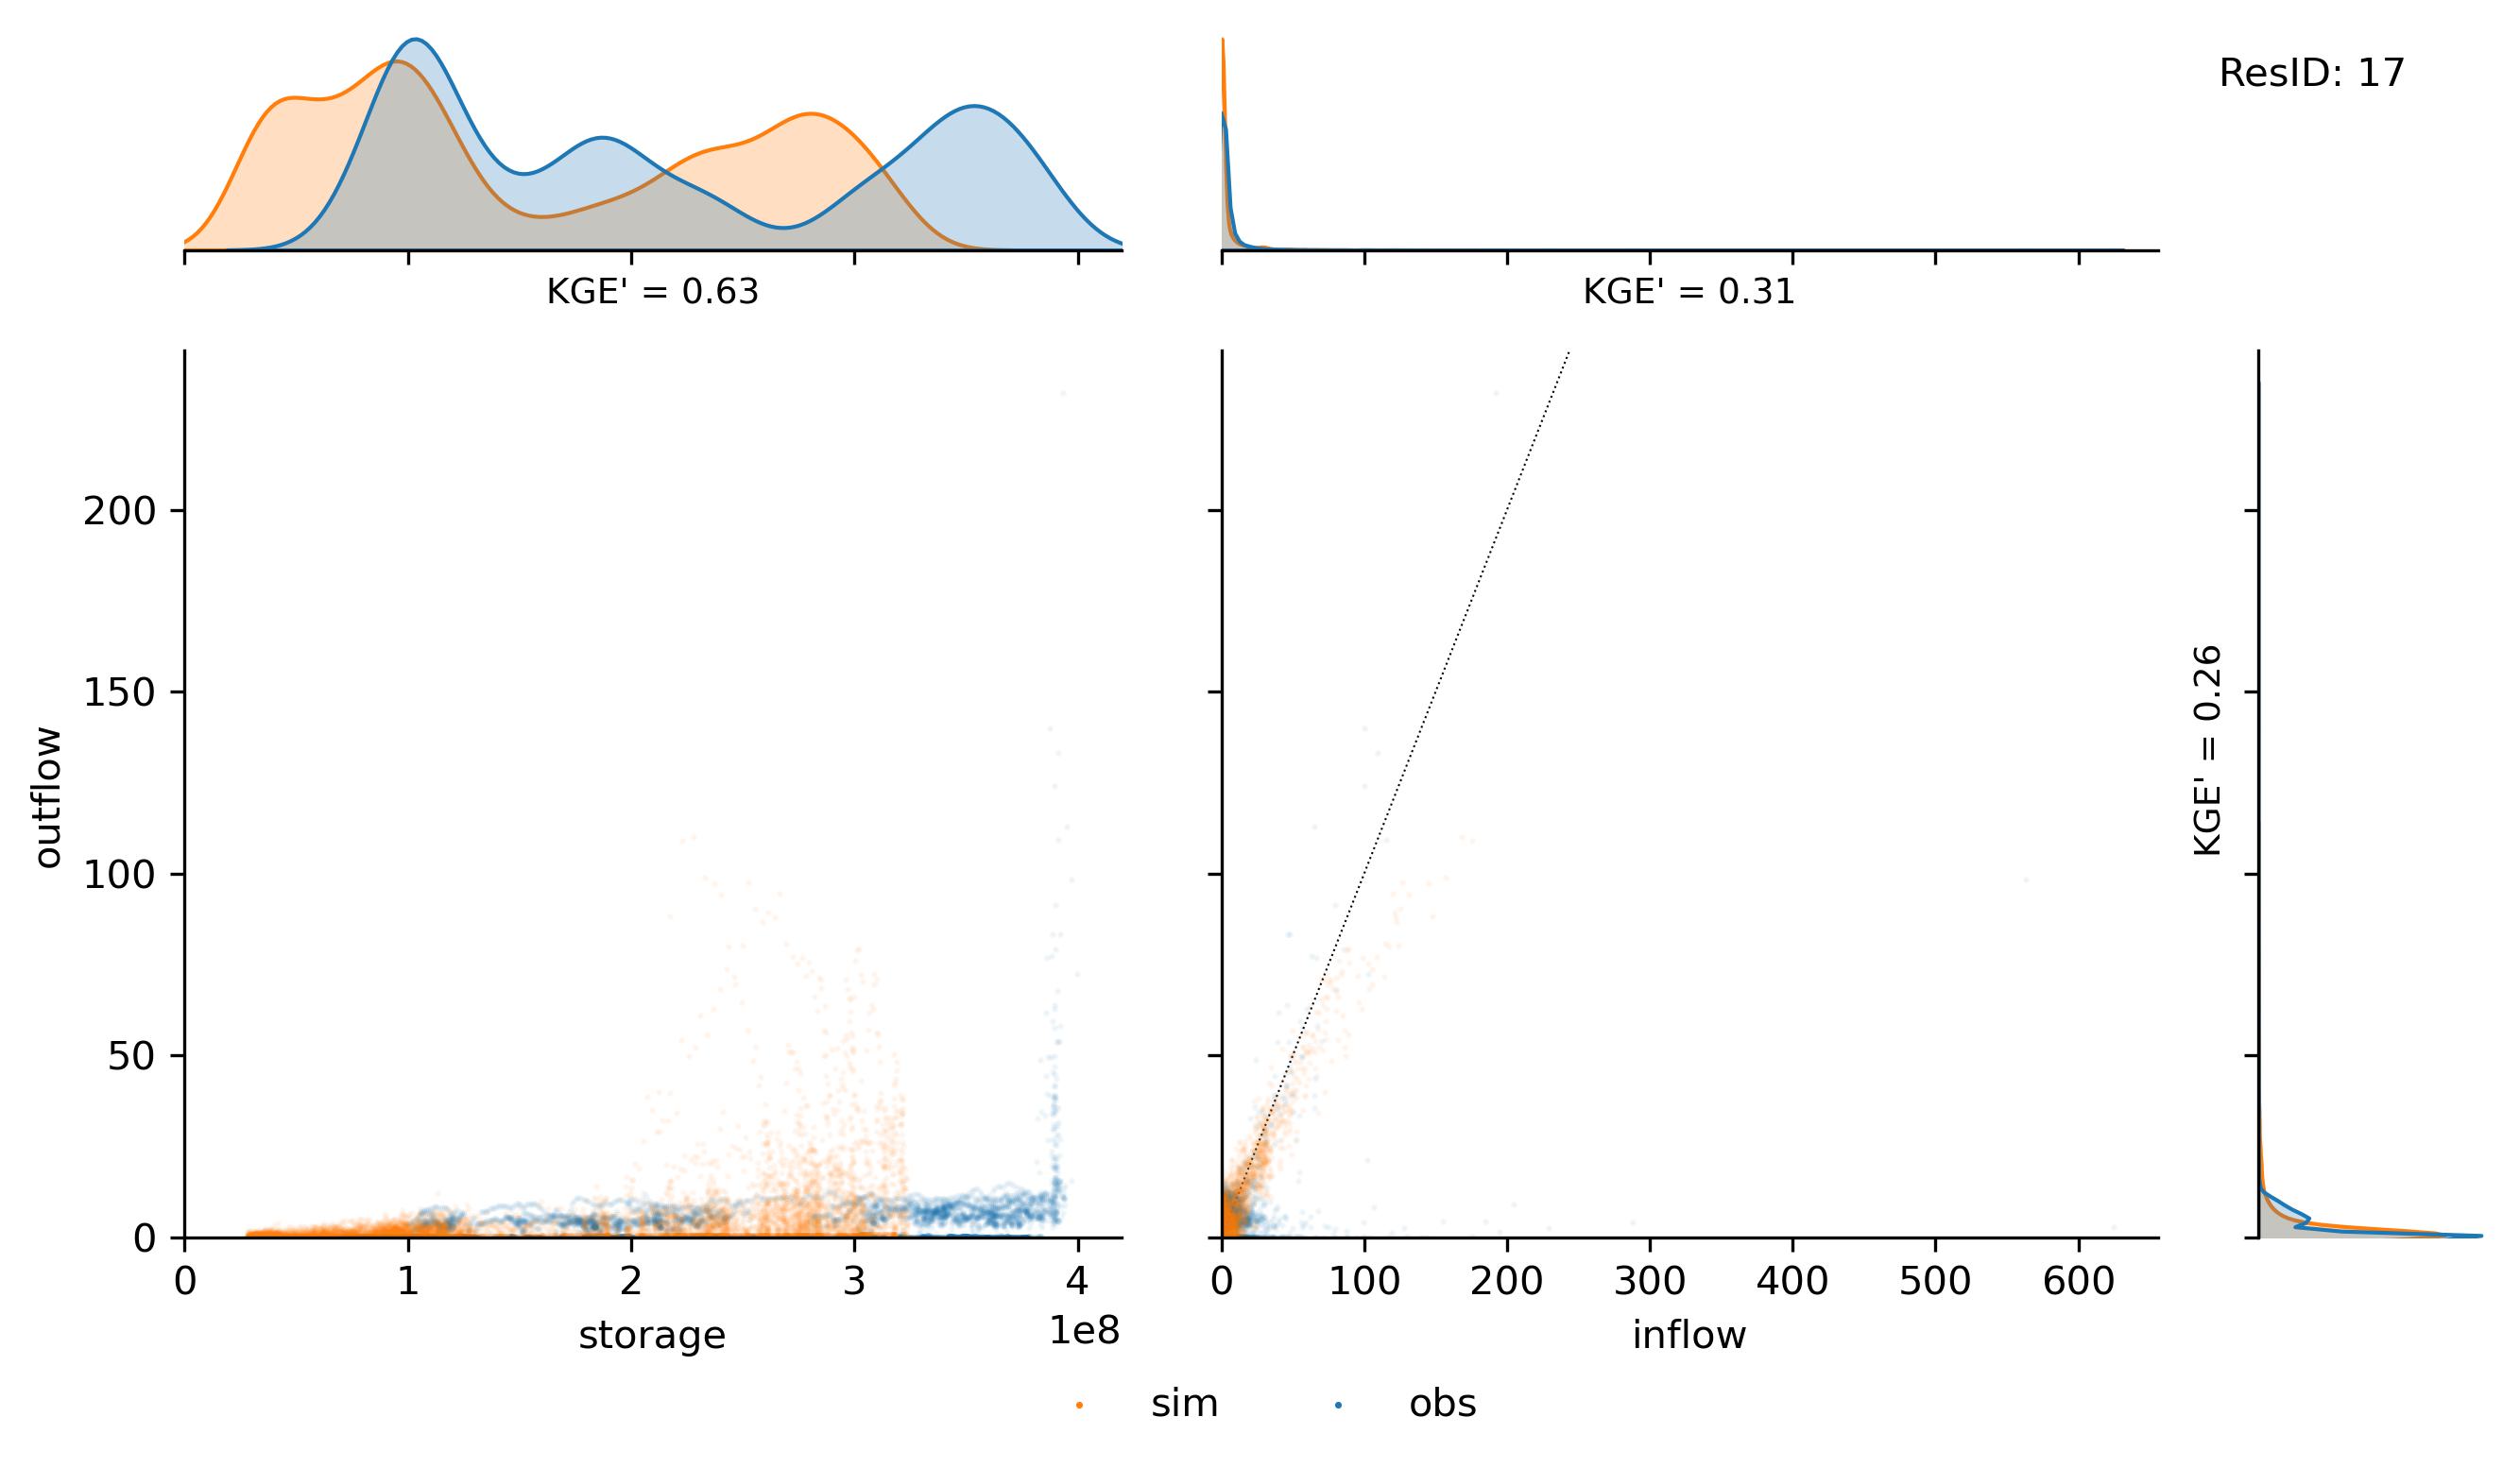 ResID: 17
KGE' = 0.63
KGE' = 0.31
outflow
200
150
100
50
0
KGE' = 0.26
0 1 2 3 4
1e8
storage
0 100 200 300 400 500 600
inflow
sim obs